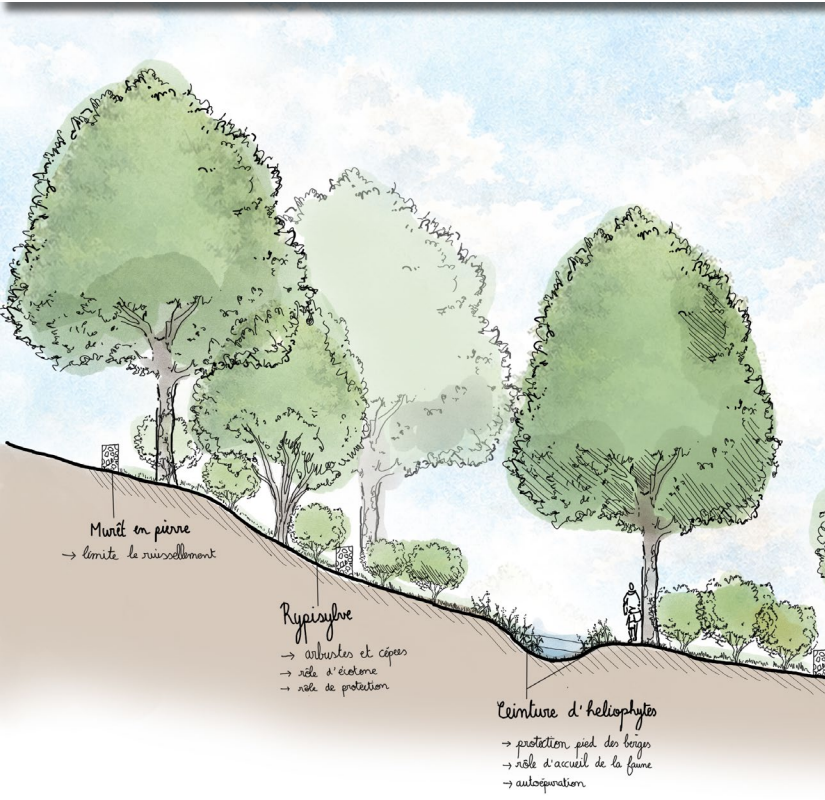 Murêt en pierre
→ limite le ruissellement
Rypisylve
→ arbustes et cépées
→ rôle d'écotone
→ rôle de protection
Ceinture d'heliophytes
→ protection pied des berges
→ rôle d'accueil de la faune
→ autoépuration